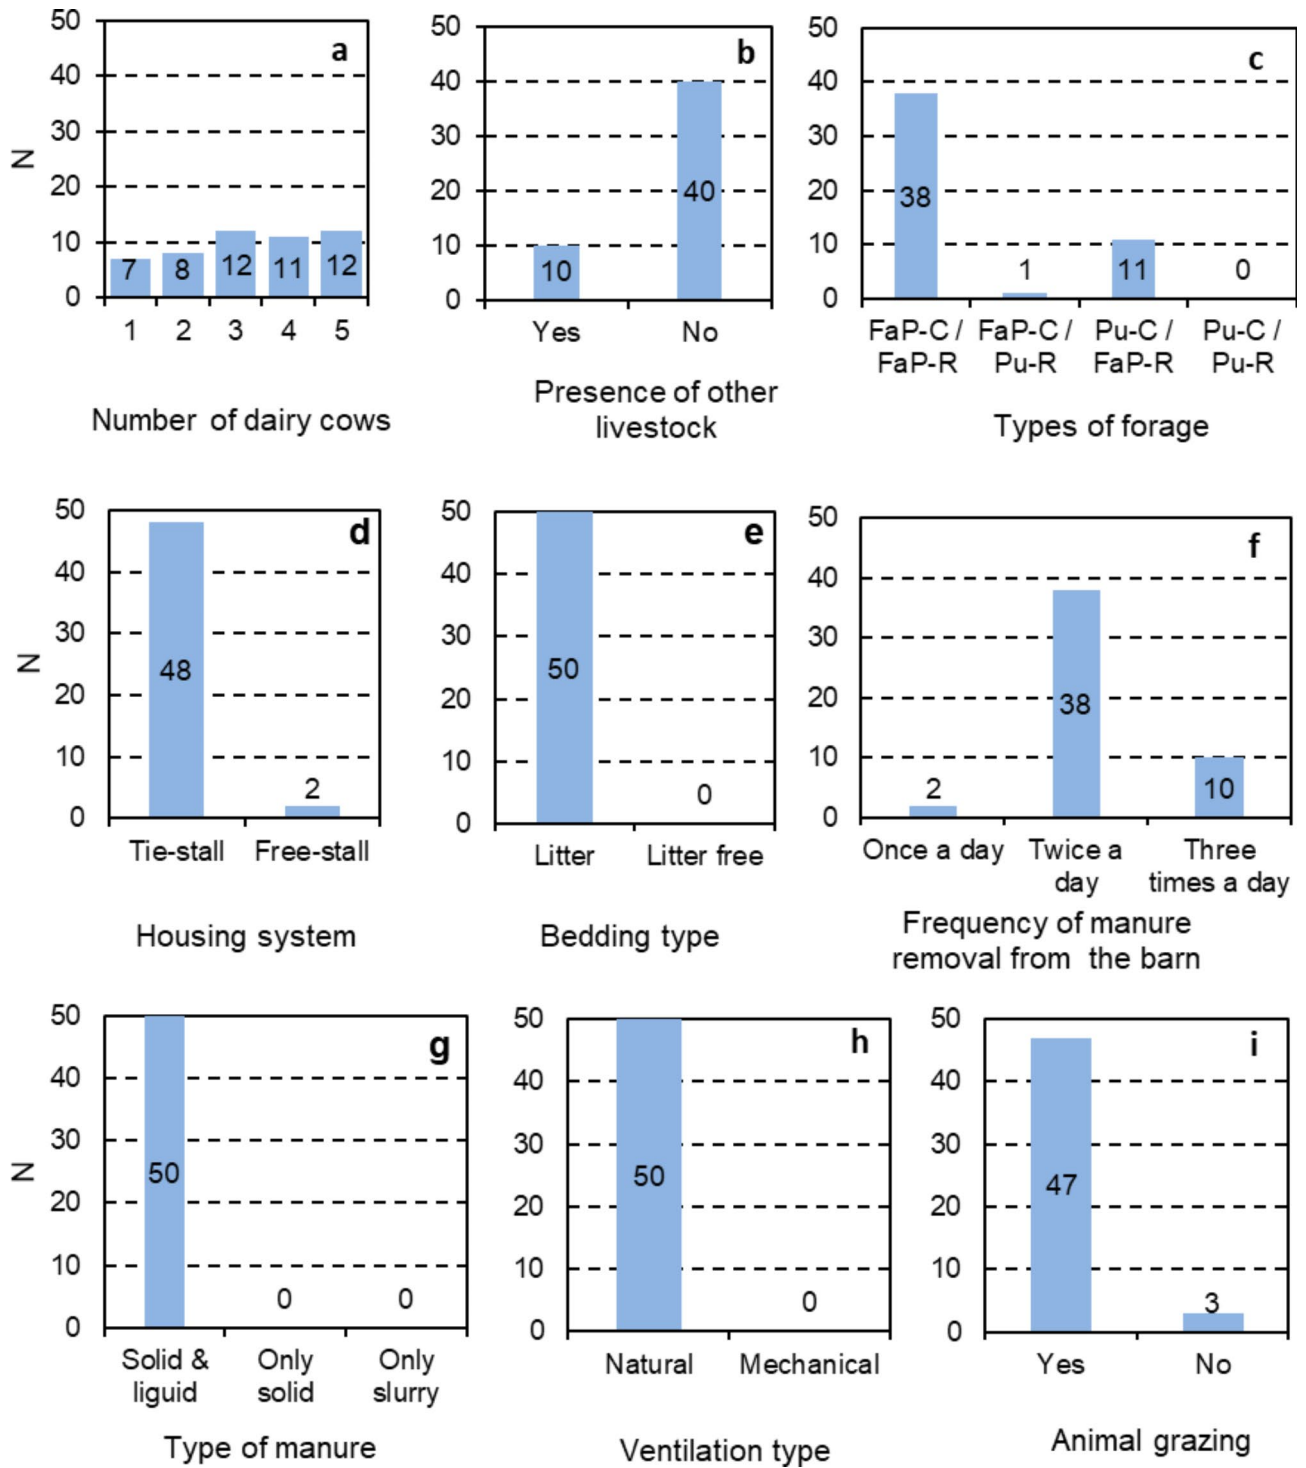 a
50
40
30
20
10
0
N
7
8
12
11
12
1 2 3 4 5
Number of dairy cows
b
50
40
30
20
10
0
10
40
Yes No
Presence of other
livestock
c
50
40
30
20
10
0
38
1
11
0
FaP-C / FaP-C / Pu-C / Pu-C /
FaP-R Pu-R FaP-R Pu-R
Types of forage
d
50
40
30
20
10
0
N
48
2
Tie-stall Free-stall
Housing system
e
50
40
30
20
10
0
50
0
Litter Litter free
Bedding type
f
50
40
30
20
10
0
2
38
10
Once a day Twice a Three
day times a day
Frequency of manure
removal from the barn
g
50
40
30
20
10
0
N
50
0
0
Solid & Only Only
liguid solid slurry
Type of manure
h
50
40
30
20
10
0
50
0
Natural Mechanical
Ventilation type
i
50
40
30
20
10
0
47
3
Yes No
Animal grazing